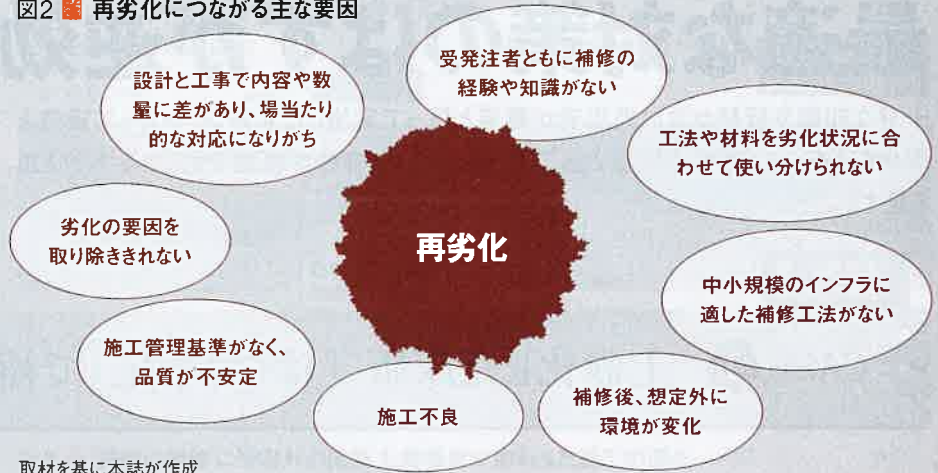 図2 再劣化につながる主な要因
受発注者ともに補修の
経験や知識がない
工法や材料を劣化状況に合
わせて使い分けられない
中小規模のインフラに
適した補修工法がない
補修後、想定外に
環境が変化
施工不良
施工管理基準がなく、
品質が不安定
劣化の要因を
取り除ききれない
設計と工事で内容や数
量に差があり、場当たり
的な対応になりがち
再劣化
取材を基に本誌が作成